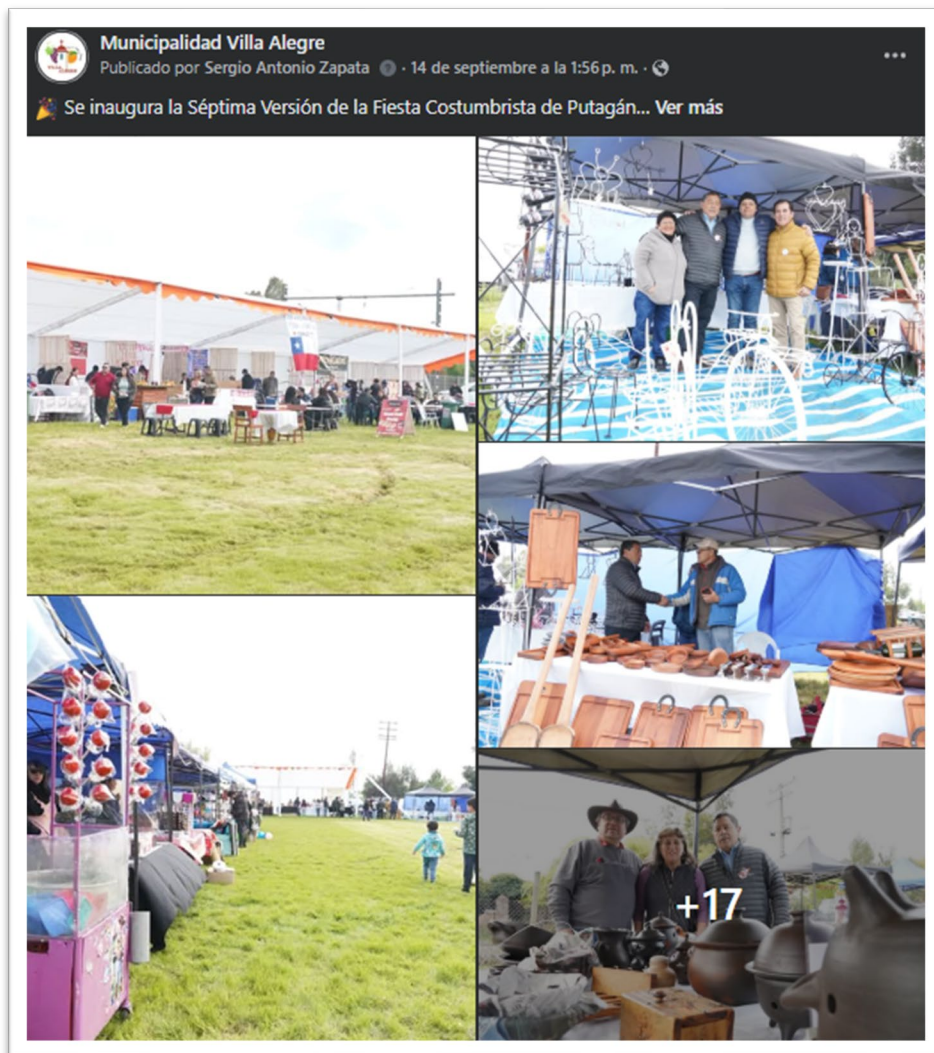 Municipalidad Villa Alegre
Publicado por Sergio Antonio Zapata · 14 de septiembre a la 1:56 p. m. ·
🎉 Se inaugura la Séptima Versión de la Fiesta Costumbrista de Putagán... Ver más
+17